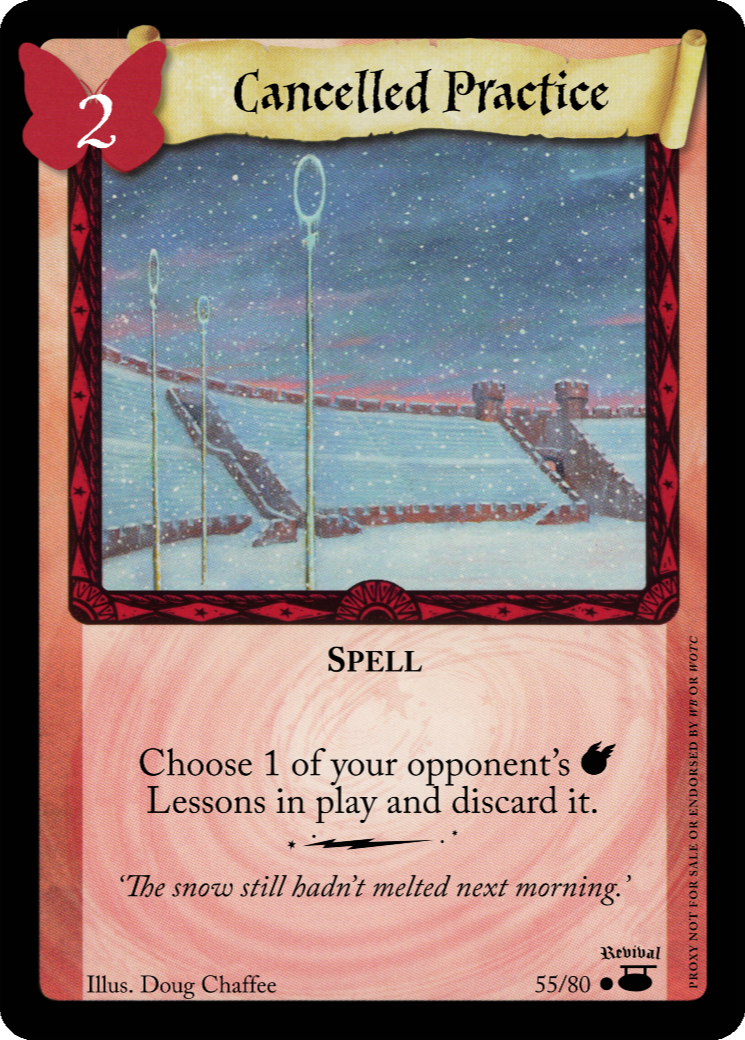 2
Cancelled Practice
SPELL
Choose 1 of your opponent's
Lessons in play and discard it.
'The snow still hadn't melted next morning.'
Revival
Illus. Doug Chaffee 55/80
PROXY NOT FOR SALE OR ENDORSED BY WB OR WOTC